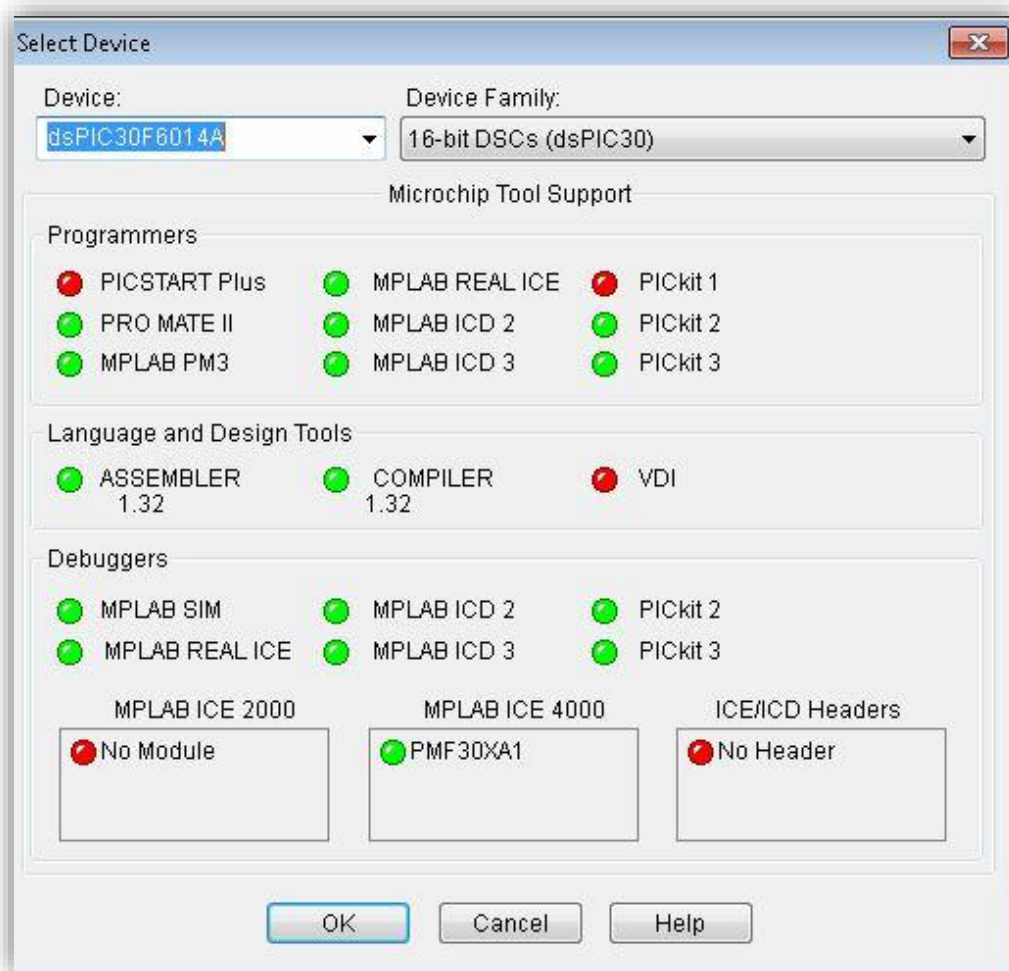 Select Device
Device: Device Family:
dsPIC30F6014A 16-bit DSCs (dsPIC30)
Microchip Tool Support
Programmers
PICSTART Plus MPLAB REAL ICE PICkit 1
PRO MATE II MPLAB ICD 2 PICkit 2
MPLAB PM3 MPLAB ICD 3 PICkit 3
Language and Design Tools
ASSEMBLER COMPILER VDI
1.32 1.32
Debuggers
MPLAB SIM MPLAB ICD 2 PICkit 2
MPLAB REAL ICE MPLAB ICD 3 PICkit 3
MPLAB ICE 2000 MPLAB ICE 4000 ICE/ICD Headers
No Module PMF30XA1 No Header
OK Cancel Help